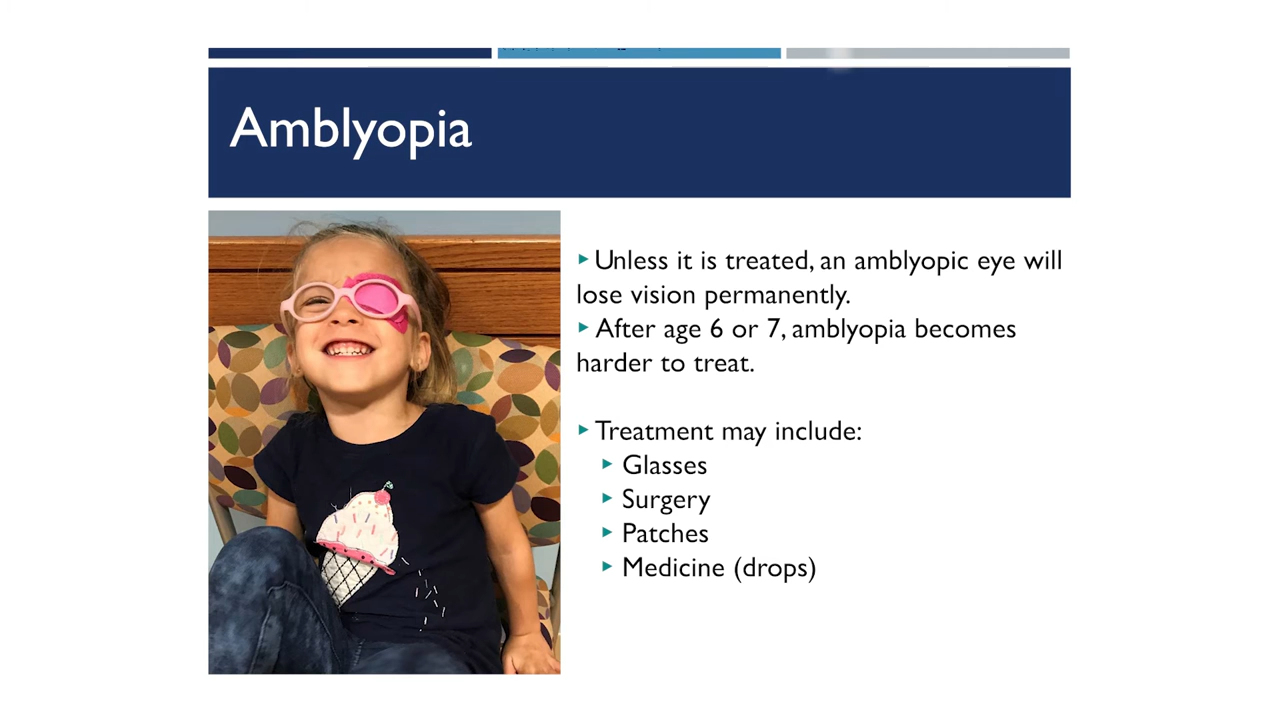 Amblyopia
Unless it is treated, an amblyopic eye will
lose vision permanently.
After age 6 or 7, amblyopia becomes
harder to treat.
Treatment may include:
Glasses
Surgery
Patches
Medicine (drops)